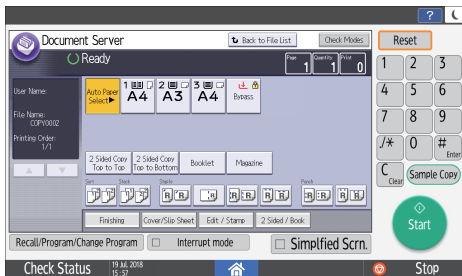 ?
Document Server
Back to File List
Check Modes
Reset
Ready
Page Quantity Print
1 1 0
1 2 3
User Name:
Auto Paper Select▶
1 A4
2 A3
3 A4
Bypass
4 5 6
File Name:
COPY0002
Printing Order:
1/1
7 8 9
./* 0 # Enter
2 Sided Copy Top to Top
2 Sided Copy Top to Bottom
Booklet
Magazine
C Clear
Sample Copy
Sort Stack Staple Punch
Finishing
Cover/Slip Sheet
Edit / Stamp
2 Sided / Book
Start
Recall/Program/Change Program
Interrupt mode
Simplfied Scrn.
Check Status
19 Jul. 2018
15:57
Stop